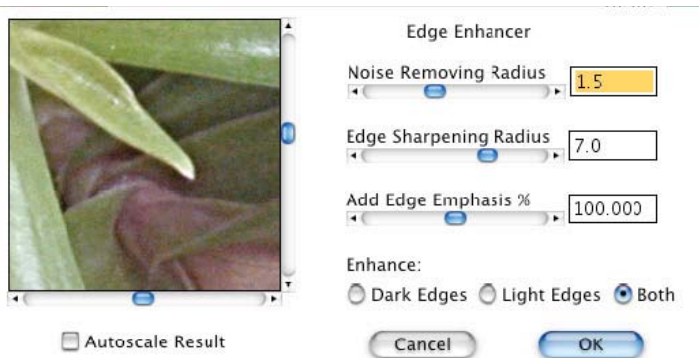 Edge Enhancer
Noise Removing Radius
1.5
Edge Sharpening Radius
7.0
Add Edge Emphasis %
100.000
Enhance:
Dark Edges Light Edges Both
Autoscale Result
Cancel OK